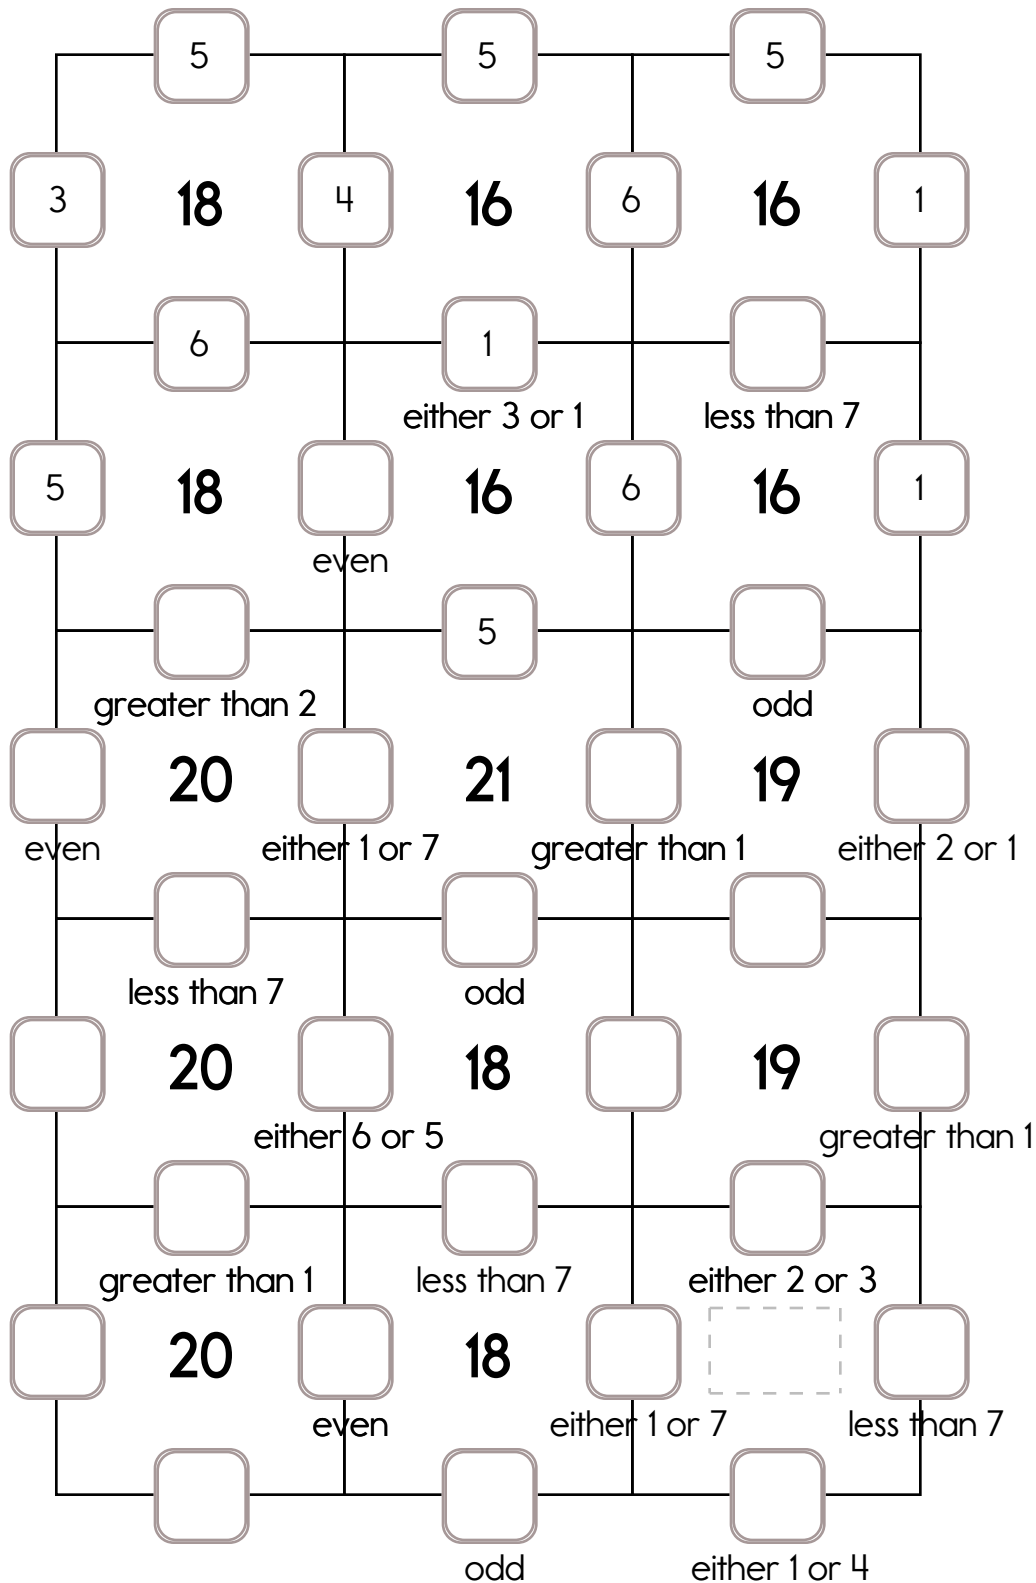 5 5 5
3 18 4 16 6 16 1
6 1
either 3 or 1 less than 7
5 18 16 6 16 1
even
5
greater than 2 odd
20 21 19
even either 1 or 7 greater than 1 either 2 or 1
less than 7 odd
20 18 19
either 6 or 5 greater than 1
greater than 1 less than 7 either 2 or 3
20 18
even either 1 or 7 less than 7
odd either 1 or 4